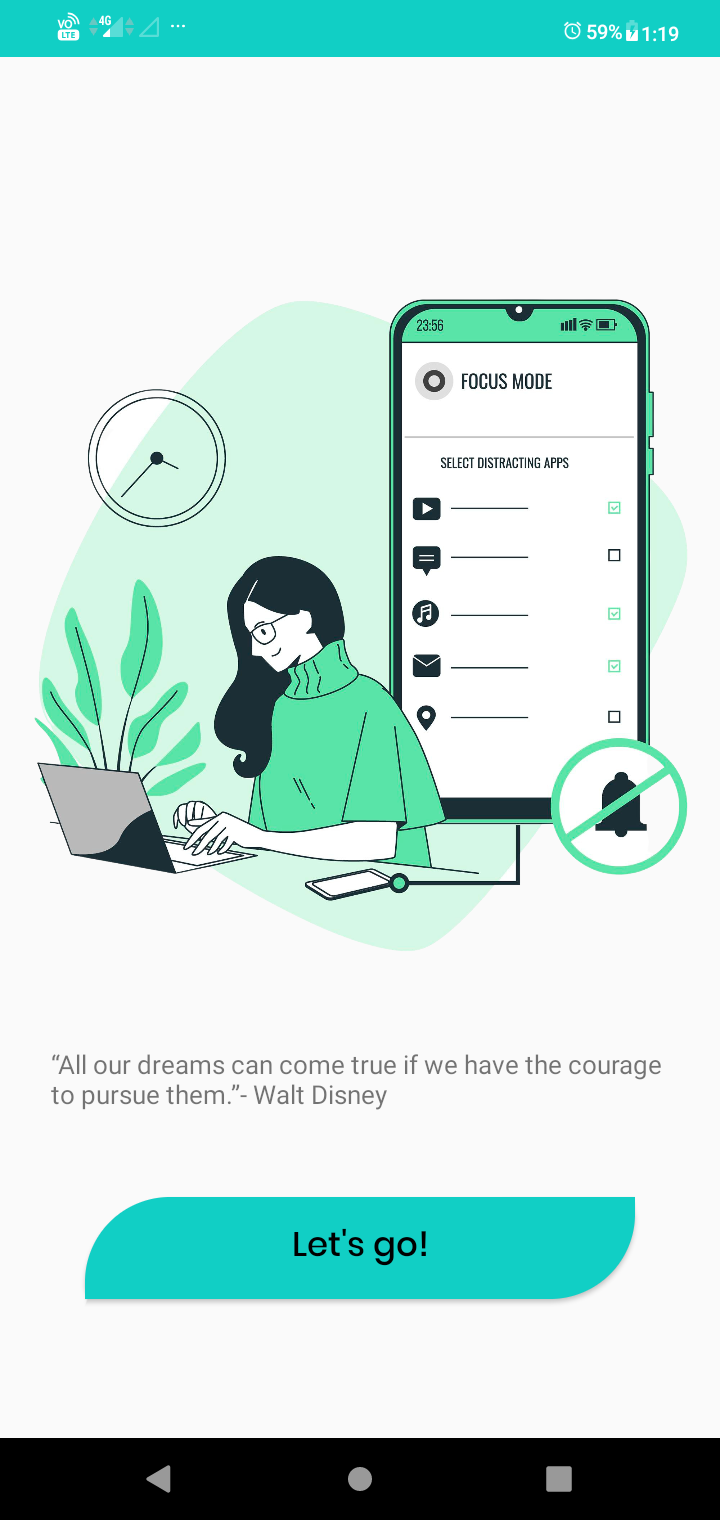 VO LTE 4G 59% 1:19
23:56
FOCUS MODE
SELECT DISTRACTING APPS
“All our dreams can come true if we have the courage
to pursue them.”- Walt Disney
Let's go!